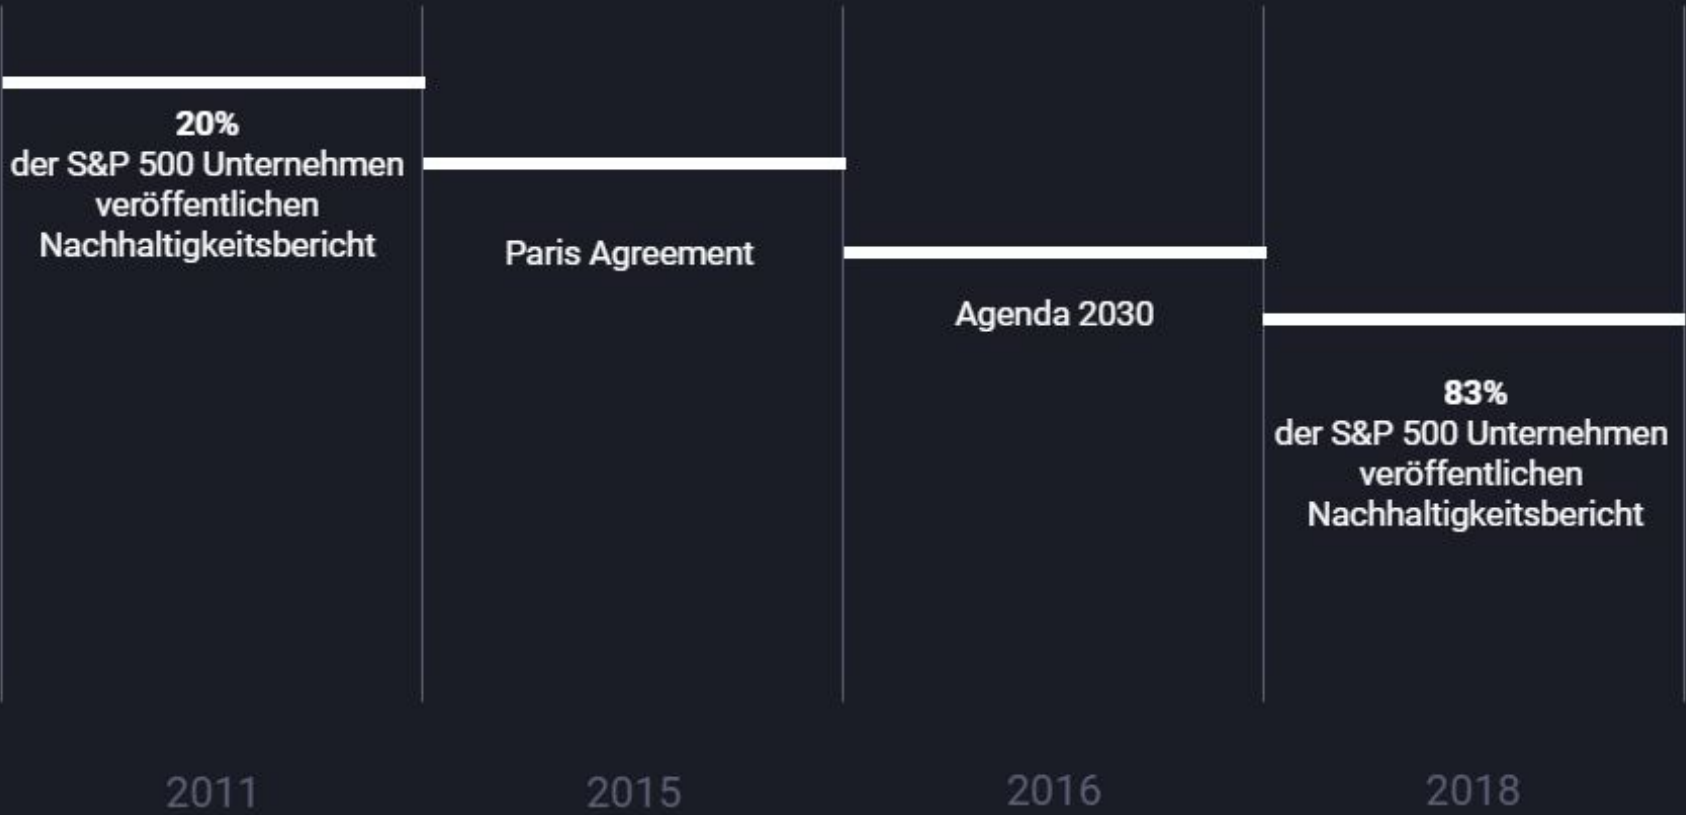 20%
der S&P 500 Unternehmen
veröffentlichen
Nachhaltigkeitsbericht
Paris Agreement
Agenda 2030
83%
der S&P 500 Unternehmen
veröffentlichen
Nachhaltigkeitsbericht
2011
2015
2016
2018